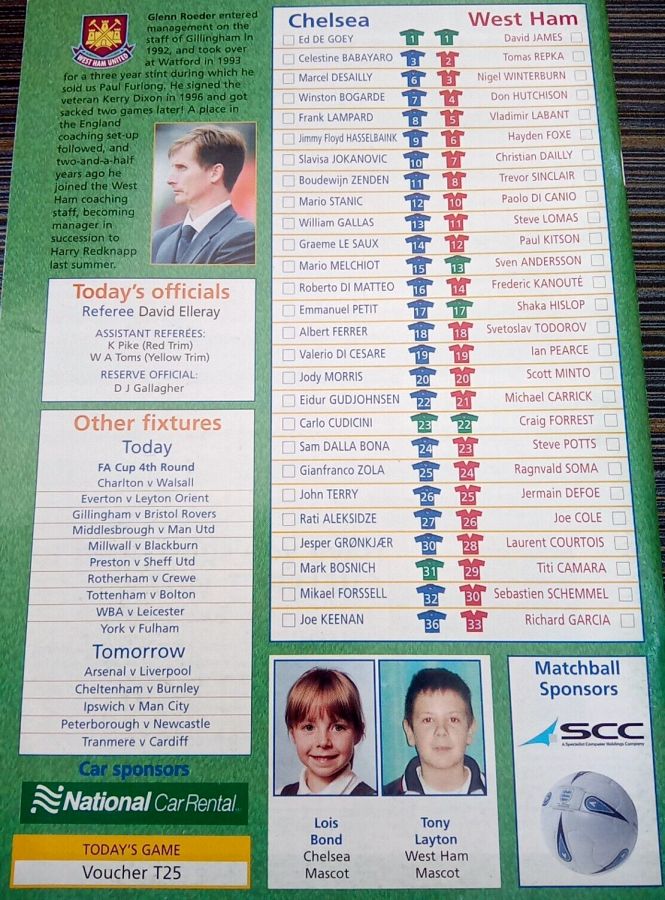 WEST HAM UNITED
Glenn Roeder entered
management on the
staff of Gillingham in
1992, and took over
at Watford in 1993
for a three year stint during which he
sold us Paul Furlong. He signed the
veteran Kerry Dixon in 1996 and got
sacked two games later! A place in
the England
coaching set-up
followed, and
two-and-a-half
years ago he
joined the West
Ham coaching
staff, becoming
manager in
succession to
Harry Redknapp
last summer.
Today's officials
Referee David Elleray
ASSISTANT REFEREES:
K Pike (Red Trim)
W A Toms (Yellow Trim)
RESERVE OFFICIAL:
D J Gallagher
Other fixtures
Today
FA Cup 4th Round
Charlton v Walsall
Everton v Leyton Orient
Gillingham v Bristol Rovers
Middlesbrough v Man Utd
Millwall v Blackburn
Preston v Sheff Utd
Rotherham v Crewe
Tottenham v Bolton
WBA v Leicester
York v Fulham
Tomorrow
Arsenal v Liverpool
Cheltenham v Burnley
Ipswich v Man City
Peterborough v Newcastle
Tranmere v Cardiff
Car sponsors
National Car Rental
TODAY'S GAME
Voucher T25
Chelsea West Ham
Ed DE GOEY 1 1 David JAMES
Celestine BABAYARO 3 2 Tomas REPKA
Marcel DESAILLY 6 3 Nigel WINTERBURN
Winston BOGARDE 7 4 Don HUTCHISON
Frank LAMPARD 8 5 Vladimir LABANT
Jimmy Floyd HASSELBAINK 9 6 Hayden FOXE
Slavisa JOKANOVIC 10 7 Christian DAILLY
Boudewijn ZENDEN 11 8 Trevor SINCLAIR
Mario STANIC 12 10 Paolo DI CANIO
William GALLAS 13 11 Steve LOMAS
Graeme LE SAUX 14 12 Paul KITSON
Mario MELCHIOT 15 13 Sven ANDERSSON
Roberto DI MATTEO 16 14 Frederic KANOUTÉ
Emmanuel PETIT 17 17 Shaka HISLOP
Albert FERRER 18 18 Svetoslav TODOROV
Valerio DI CESARE 19 19 Ian PEARCE
Jody MORRIS 20 20 Scott MINTO
Eidur GUDJOHNSEN 22 21 Michael CARRICK
Carlo CUDICINI 23 22 Craig FORREST
Sam DALLA BONA 24 23 Steve POTTS
Gianfranco ZOLA 25 24 Ragnvald SOMA
John TERRY 26 25 Jermain DEFOE
Rati ALEKSIDZE 27 26 Joe COLE
Jesper GRØNKJÆR 30 28 Laurent COURTOIS
Mark BOSNICH 31 29 Titi CAMARA
Mikael FORSSELL 32 30 Sebastien SCHEMMEL
Joe KEENAN 36 33 Richard GARCIA
Lois
Bond
Chelsea
Mascot
Tony
Layton
West Ham
Mascot
Matchball
Sponsors
SCC
A Specialist Computer Holdings Company